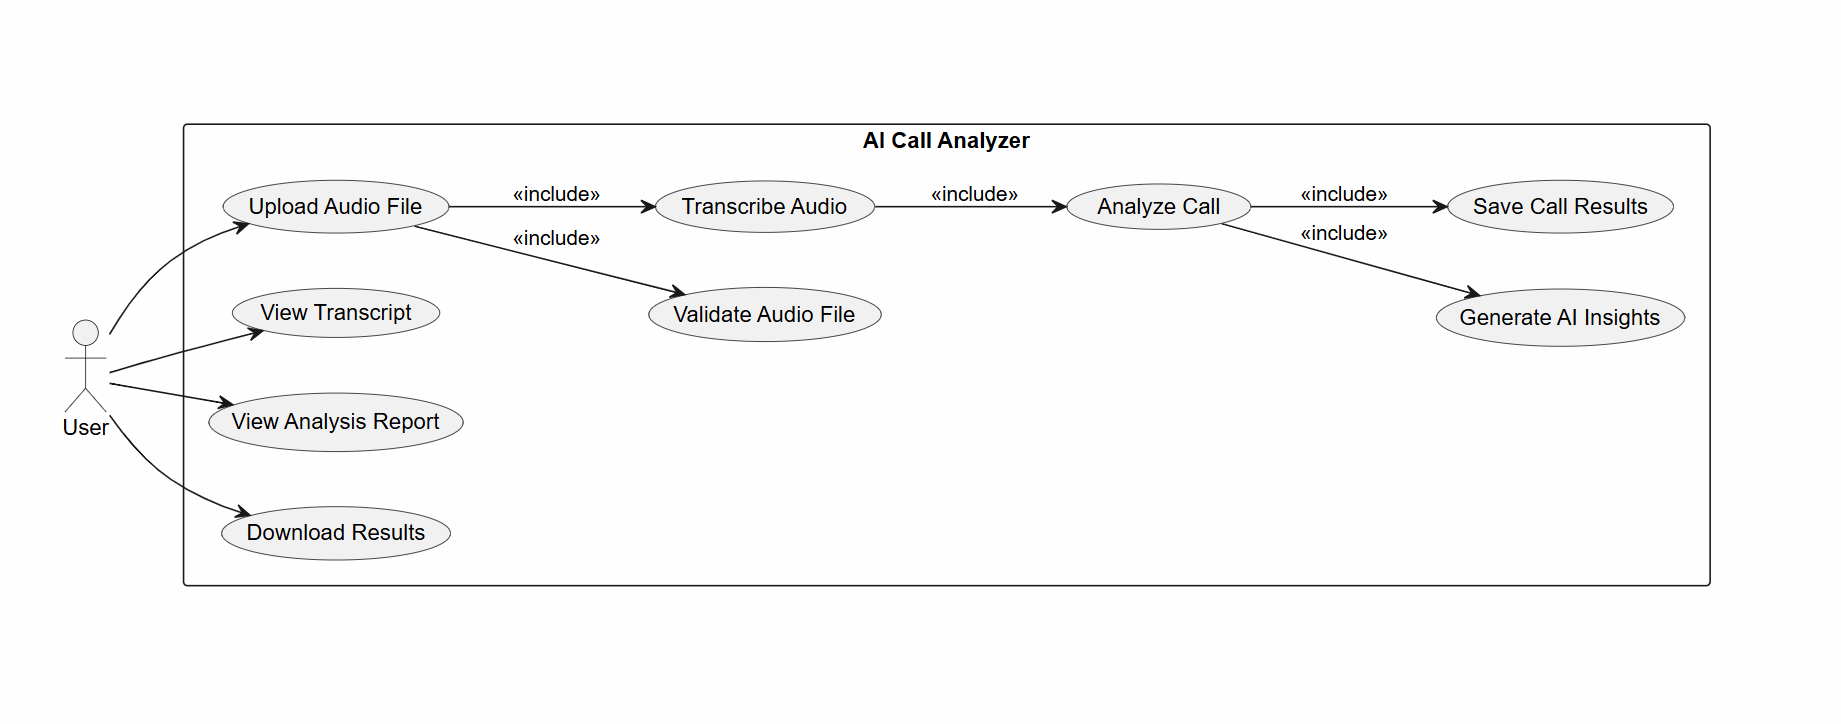 AI Call Analyzer
Upload Audio File
«include»
Transcribe Audio
«include»
Analyze Call
«include»
Save Call Results
«include»
«include»
View Transcript
Validate Audio File
Generate AI Insights
User
View Analysis Report
Download Results